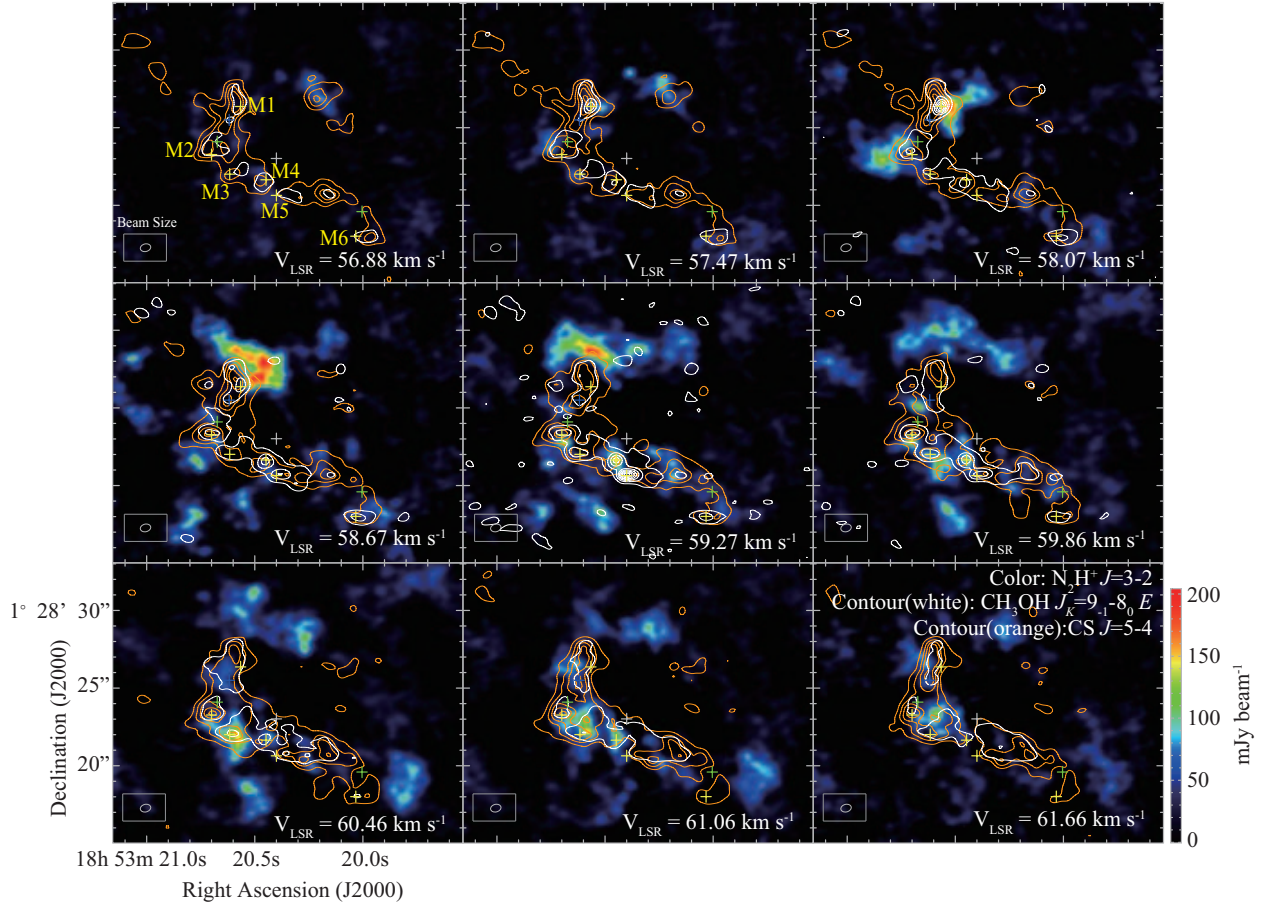 M1
M2
M4
M3
M5
Beam Size
M6
V_LSR = 56.88 km s⁻¹
V_LSR = 57.47 km s⁻¹
V_LSR = 58.07 km s⁻¹
V_LSR = 58.67 km s⁻¹
V_LSR = 59.27 km s⁻¹
V_LSR = 59.86 km s⁻¹
Color: N₂H⁺ J=3-2
Contour(white): CH₃OH J_K=9₋₁-8₀ E
Contour(orange):CS J=5-4
1° 28' 30”
25”
20”
Declination (J2000)
V_LSR = 60.46 km s⁻¹
V_LSR = 61.06 km s⁻¹
V_LSR = 61.66 km s⁻¹
200
150
100
50
0
mJy beam⁻¹
18h 53m 21.0s 20.5s 20.0s
Right Ascension (J2000)